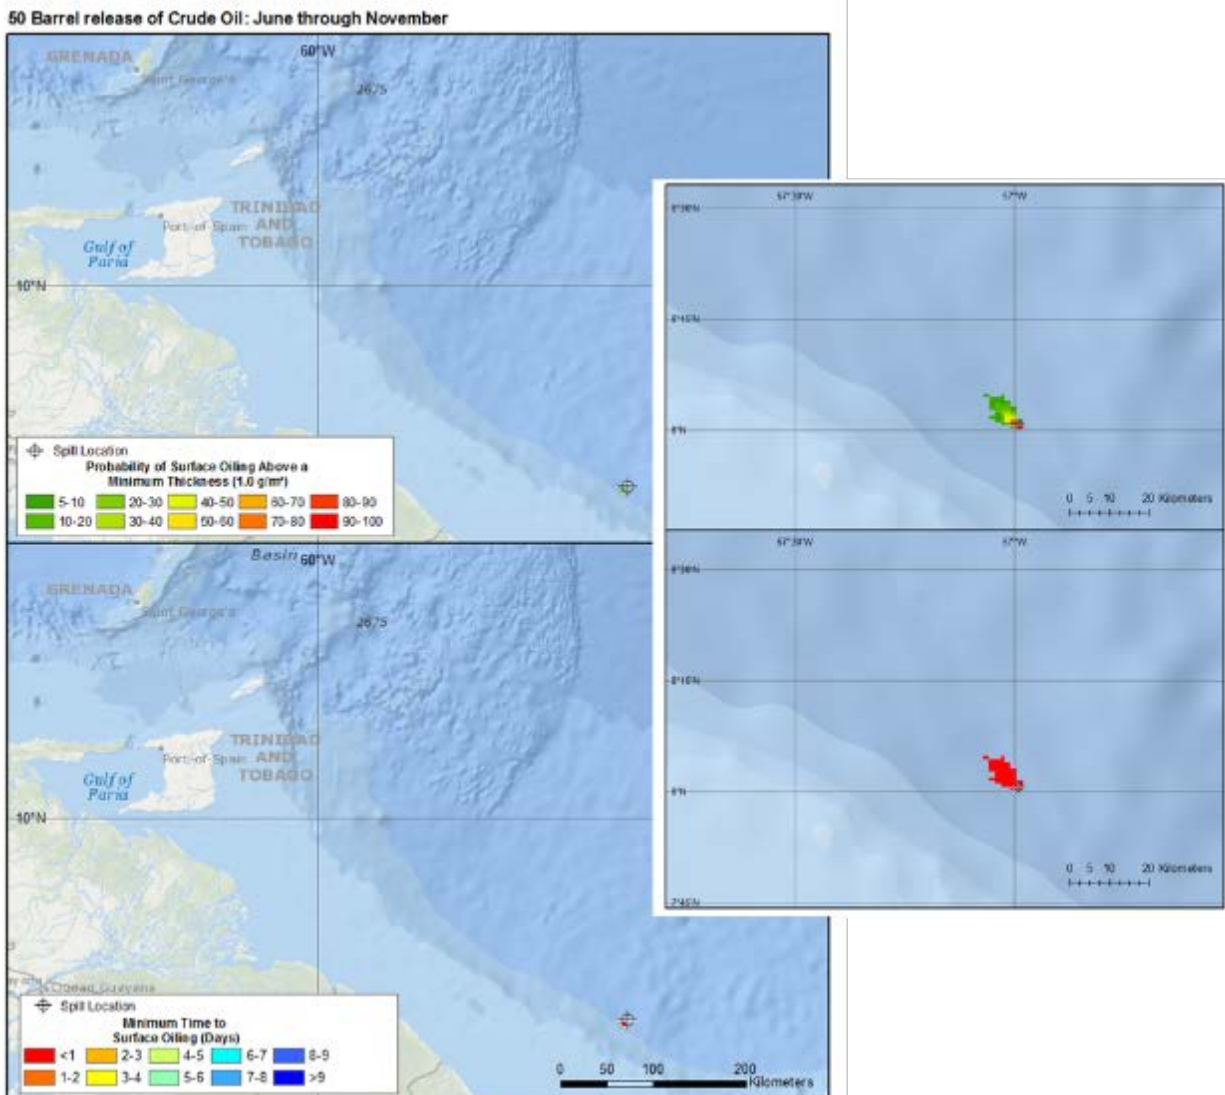 50 Barrel release of Crude Oil: June through November
GRENADA
Saint George's
60°W
2675
TRINIDAD
AND
TOBAGO
Port-of-Spain
Gulf of
Paria
10°N
Spill Location
Probability of Surface Oiling Above a
Minimum Thickness (1.0 g/m²)
5-10 20-30 40-50 60-70 80-90
10-20 30-40 50-60 70-80 90-100
57°30'W 57°W
8°30'N
8°15'N
8°N
0 5 10 20 Kilometers
Basin
60°W
GRENADA
Saint George's
2675
TRINIDAD
AND
TOBAGO
Port-of-Spain
Gulf of
Paria
10°N
Ciudad Guayana
Spill Location
Minimum Time to
Surface Oiling (Days)
<1 2-3 4-5 6-7 8-9
1-2 3-4 5-6 7-8 >9
0 50 100 200
Kilometers
57°30'W 57°W
8°30'N
8°15'N
8°N
7°45'N
0 5 10 20 Kilometers